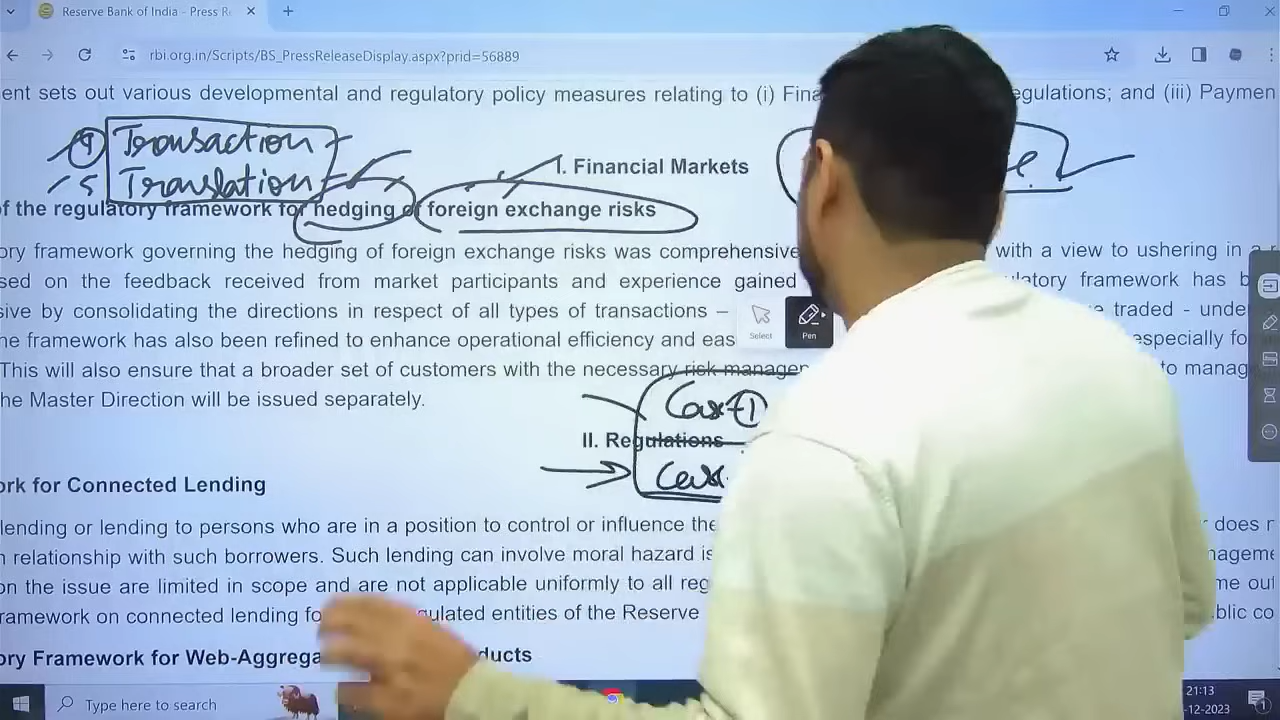 Reserve Bank of India - Press Re
rbi.org.in/Scripts/BS_PressReleaseDisplay.aspx?prid=56889
ent sets out various developmental and regulatory policy measures relating to (i) Fina egulations; and (iii) Paymen
4 Transaction
5 Translation
I. Financial Markets
of the regulatory framework for hedging of foreign exchange risks
ory framework governing the hedging of foreign exchange risks was comprehensive with a view to ushering in a
sed on the feedback received from market participants and experience gained ulatory framework has b
sive by consolidating the directions in respect of all types of transactions – e traded - unde
he framework has also been refined to enhance operational efficiency and eas especially fo
This will also ensure that a broader set of customers with the necessary risk manage to manag
he Master Direction will be issued separately.
Select
Pen
Case-1
II. Regulations
Case
ork for Connected Lending
lending or lending to persons who are in a position to control or influence the r does n
n relationship with such borrowers. Such lending can involve moral hazard is nageme
on the issue are limited in scope and are not applicable uniformly to all reg me out
ramework on connected lending fo gulated entities of the Reserve blic co
ory Framework for Web-Aggrega ducts
Type here to search
21:13
-12-2023